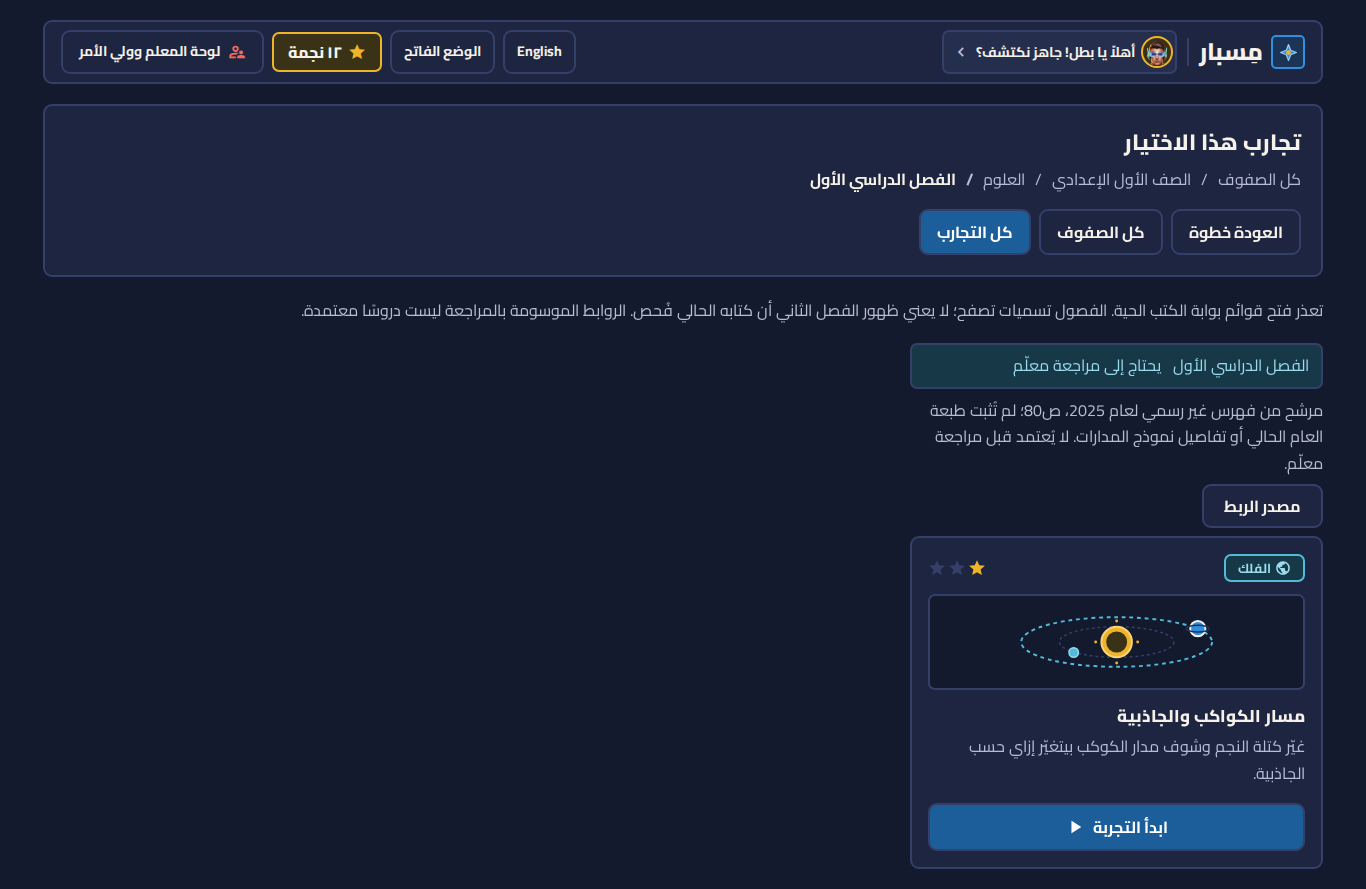 مِسبار
أهلاً يا بطل! جاهز نكتشف؟
English
الوضع الفاتح
١٢ نجمة
لوحة المعلم وولي الأمر
تجارب هذا الاختيار
كل الصفوف / الصف الأول الإعدادي / العلوم / الفصل الدراسي الأول
العودة خطوة
كل الصفوف
كل التجارب
تعذر فتح قوائم بوابة الكتب الحية. الفصول تسميات تصفح؛ لا يعني ظهور الفصل الثاني أن كتابه الحالي فُحص. الروابط الموسومة بالمراجعة ليست دروسًا معتمدة.
الفصل الدراسي الأول يحتاج إلى مراجعة معلّم
مرشح من فهرس غير رسمي لعام 2025، ص80؛ لم تُثبت طبعة
العام الحالي أو تفاصيل نموذج المدارات. لا يُعتمد قبل مراجعة
معلّم.
مصدر الربط
الفلك
مسار الكواكب والجاذبية
غيّر كتلة النجم وشوف مدار الكوكب بيتغيّر إزاي حسب
الجاذبية.
ابدأ التجربة